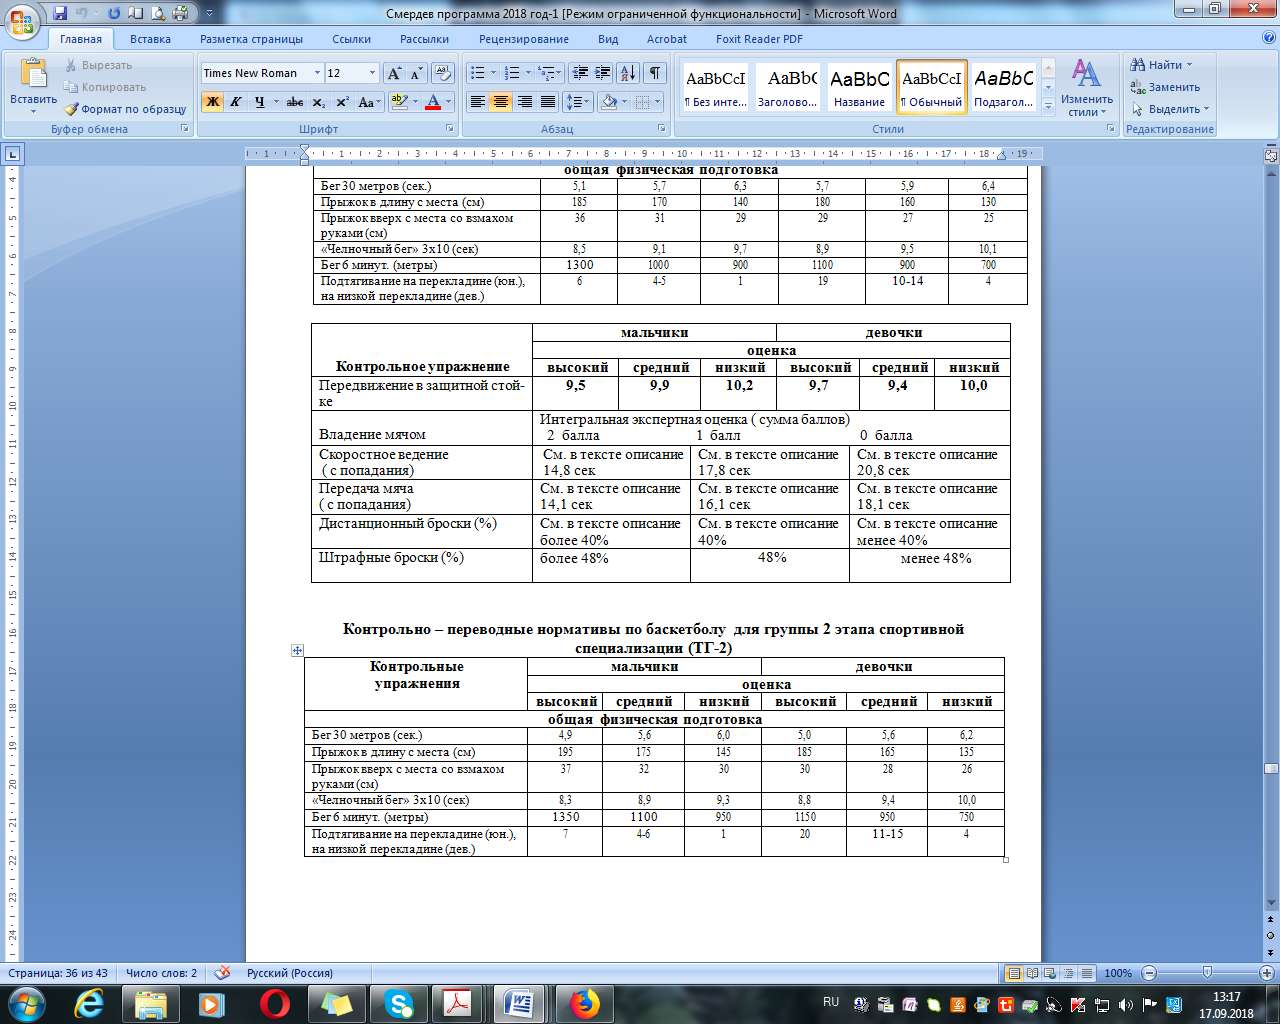 Смердев программа 2018 год-1 [Режим ограниченной функциональности] - Microsoft Word
Главная Вставка Разметка страницы Ссылки Рассылки Рецензирование Вид Acrobat Foxit Reader PDF
Вставить
Вырезать
Копировать
Формат по образцу
Буфер обмена
Times New Roman 12
Ж К Ч abc x₂ x² Aa
Шрифт
Абзац
AaBbCcI AaBbC AaBbC AaBbCcI AaBbC
¶ Без инте... Заголово... Название ¶ Обычный Подзагол...
Стили
Изменить стили
Найти
Заменить
Выделить
Редактирование
общая физическая подготовка
Бег 30 метров (сек.) 5,1 5,7 6,3 5,7 5,9 6,4
Прыжок в длину с места (см) 185 170 140 180 160 130
Прыжок вверх с места со взмахом 36 31 29 29 27 25
руками (см)
«Челночный бег» 3х10 (сек) 8,5 9,1 9,7 8,9 9,5 10,1
Бег 6 минут. (метры) 1300 1000 900 1100 900 700
Подтягивание на перекладине (юн.), 6 4-5 1 19 10-14 4
на низкой перекладине (дев.)
мальчики девочки
оценка
Контрольное упражнение высокий средний низкий высокий средний низкий
Передвижение в защитной стой- 9,5 9,9 10,2 9,7 9,4 10,0
ке
Интегральная экспертная оценка ( сумма баллов)
Владение мячом 2 балла 1 балл 0 балла
Скоростное ведение См. в тексте описание См. в тексте описание См. в тексте описание
( с попадания) 14,8 сек 17,8 сек 20,8 сек
Передача мяча См. в тексте описание См. в тексте описание См. в тексте описание
( с попадания) 14,1 сек 16,1 сек 18,1 сек
Дистанционный броски (%) См. в тексте описание См. в тексте описание См. в тексте описание
более 40% 40% менее 40%
Штрафные броски (%) более 48% 48% менее 48%
Контрольно – переводные нормативы по баскетболу для группы 2 этапа спортивной
специализации (ТГ-2)
Контрольные мальчики девочки
упражнения оценка
высокий средний низкий высокий средний низкий
общая физическая подготовка
Бег 30 метров (сек.) 4,9 5,6 6,0 5,0 5,6 6,2
Прыжок в длину с места (см) 195 175 145 185 165 135
Прыжок вверх с места со взмахом 37 32 30 30 28 26
руками (см)
«Челночный бег» 3х10 (сек) 8,3 8,9 9,3 8,8 9,4 10,0
Бег 6 минут. (метры) 1350 1100 950 1150 950 750
Подтягивание на перекладине (юн.), 7 4-6 1 20 11-15 4
на низкой перекладине (дев.)
Страница: 36 из 43 Число слов: 2 Русский (Россия) 100%
RU 13:17
17.09.2018